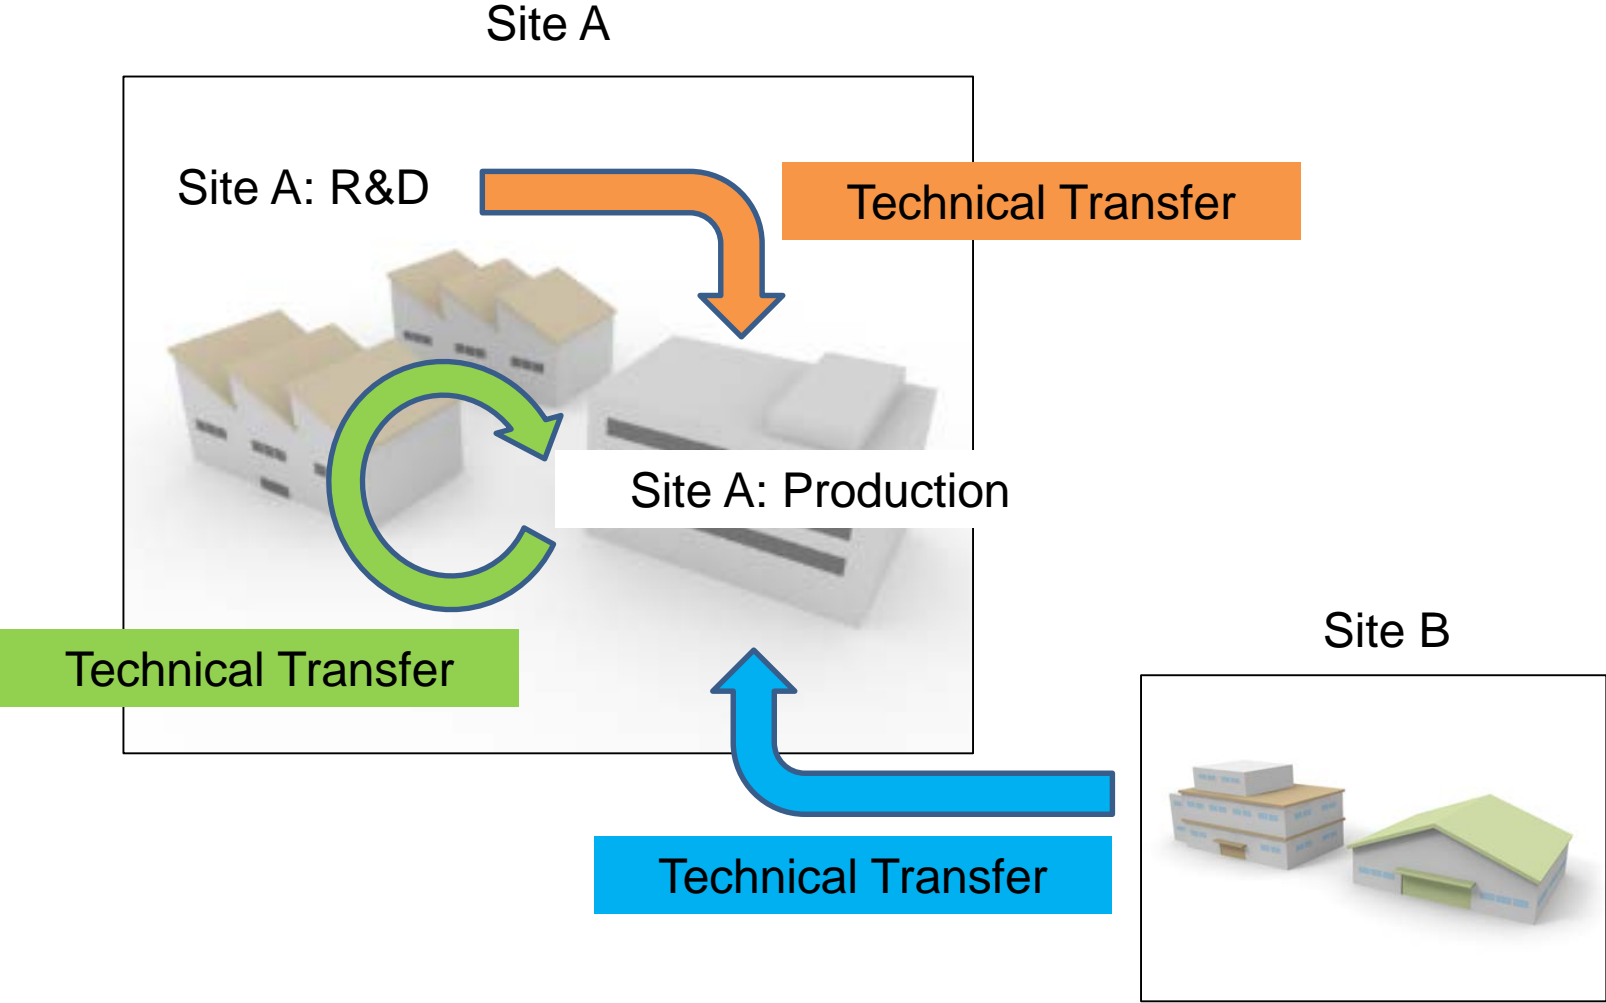 Site A
Site A: R&D
Technical Transfer
Site A: Production
Technical Transfer
Site B
Technical Transfer